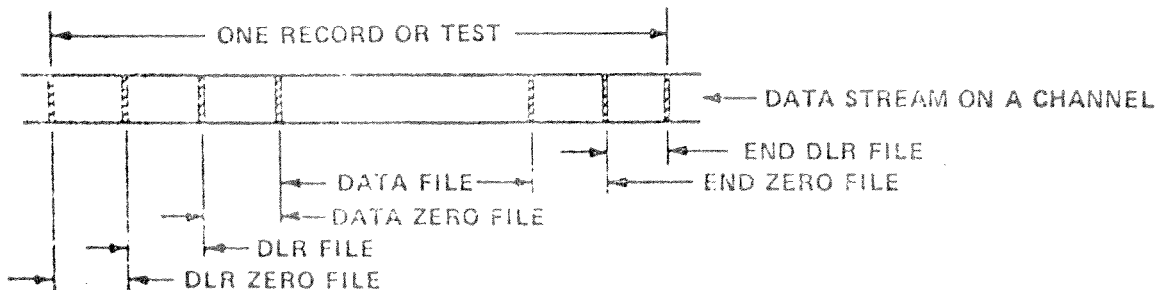 ONE RECORD OR TEST
DATA STREAM ON A CHANNEL
END DLR FILE
DATA FILE
END ZERO FILE
DATA ZERO FILE
DLR FILE
DLR ZERO FILE